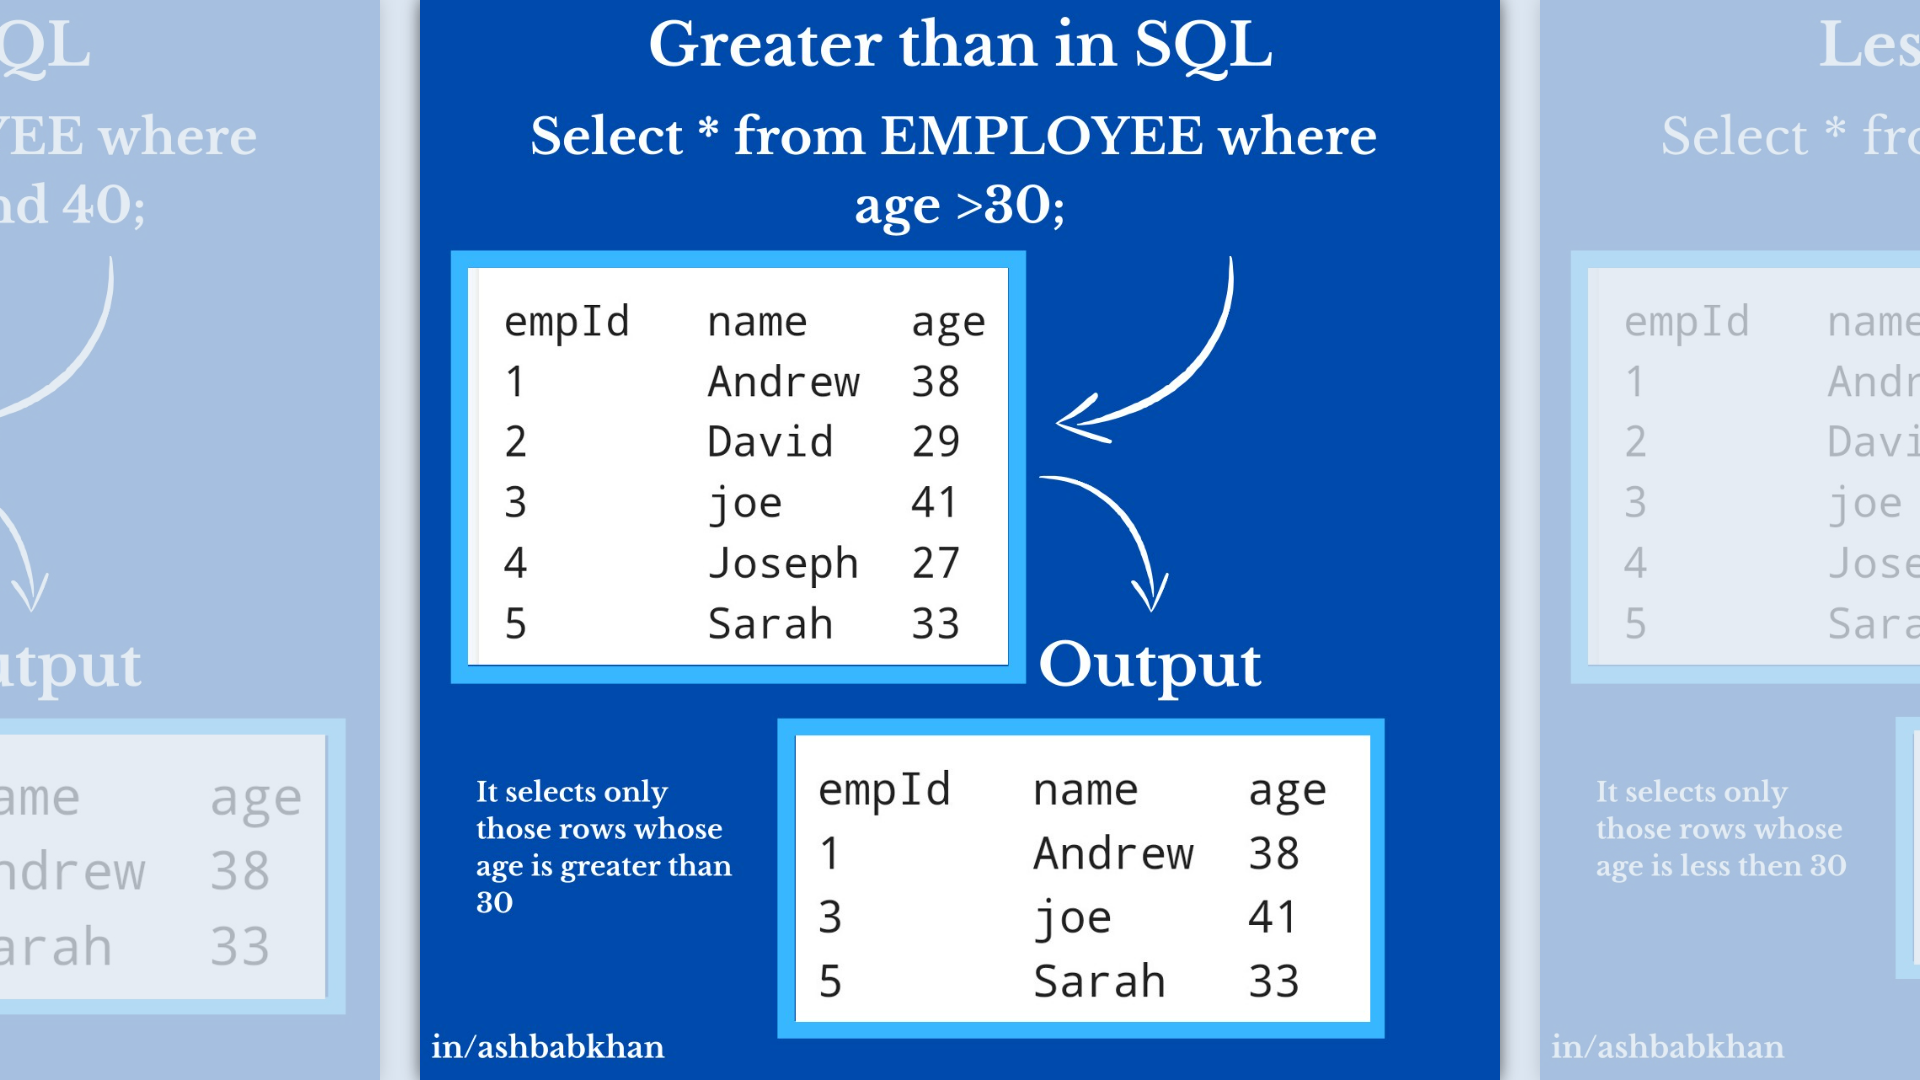 QL
YEE where
nd 40;
utput
ame age
ndrew 38
arah 33
Greater than in SQL
Select * from EMPLOYEE where
age >30;
empId name age
1 Andrew 38
2 David 29
3 joe 41
4 Joseph 27
5 Sarah 33
Output
It selects only
those rows whose
age is greater than
30
empId name age
1 Andrew 38
3 joe 41
5 Sarah 33
in/ashbabkhan
Les
Select * fro
empId name
1 Andr
2 Davi
3 joe
4 Jose
5 Sara
It selects only
those rows whose
age is less then 30
in/ashbabkhan